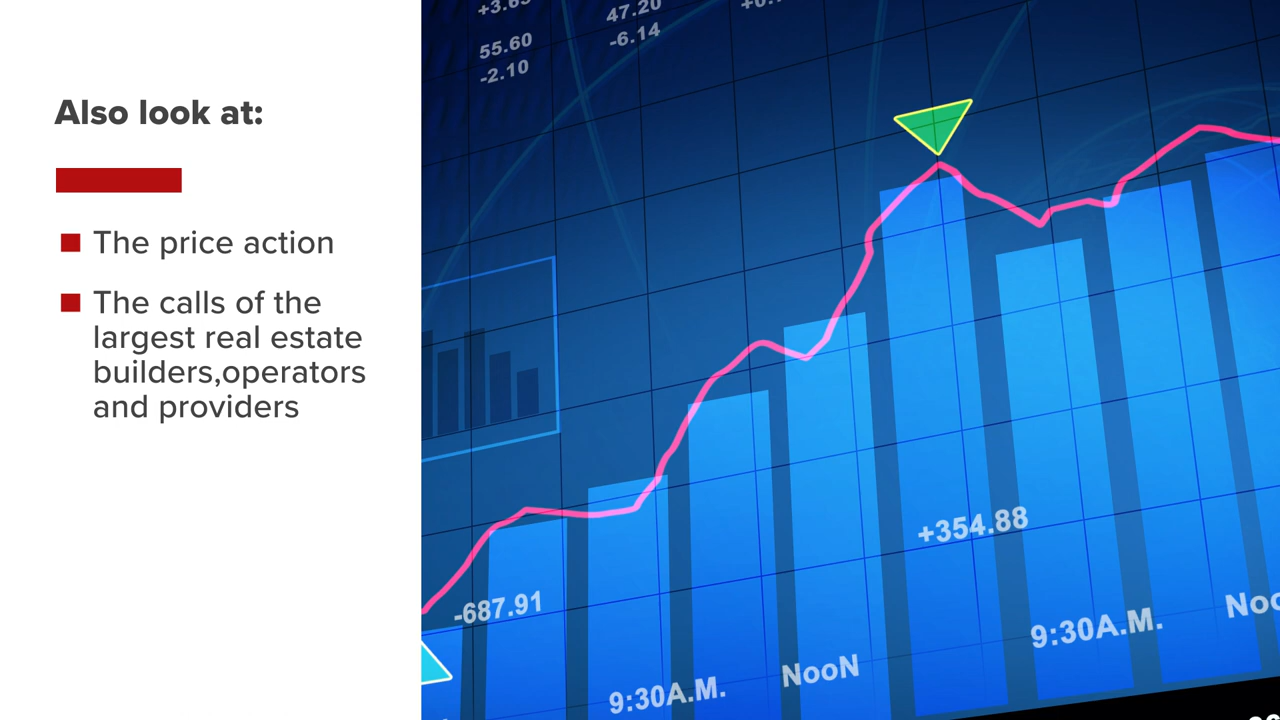 Also look at:
The price action
The calls of the
largest real estate
builders,operators
and providers
47.20
-6.14
55.60
-2.10
+354.88
-687.91
9:30A.M.
NooN
9:30A.M.